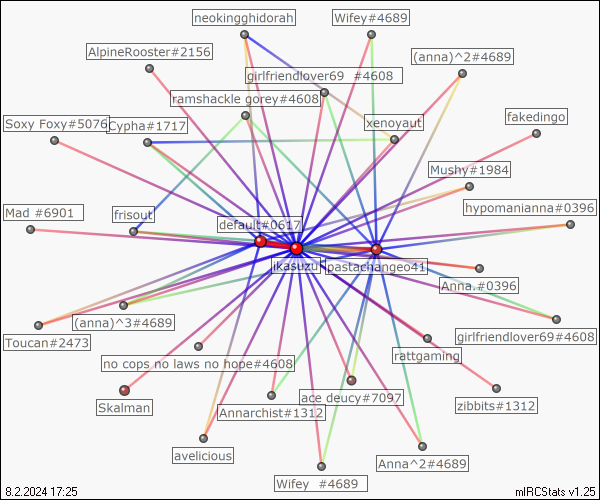 neokingghidorah
Wifey#4689
AlpineRooster#2156
(anna)^2#4689
girlfriendlover69  #4608
ramshackle gorey#4608
fakedingo
Soxy Foxy#5076
Cypha#1717
xenoyaut
Mushy#1984
Mad #6901
frisout
hypomanianna#0396
default#0617
ikasuzu
pastachangeo41
Anna.#0396
(anna)^3#4689
Toucan#2473
girlfriendlover69#4608
rattgaming
no cops no laws no hope#4608
Skalman
ace deucy#7097
zibbits#1312
Annarchist#1312
avelicious
Anna^2#4689
Wifey  #4689
8.2.2024 17:25
mIRCStats v1.25